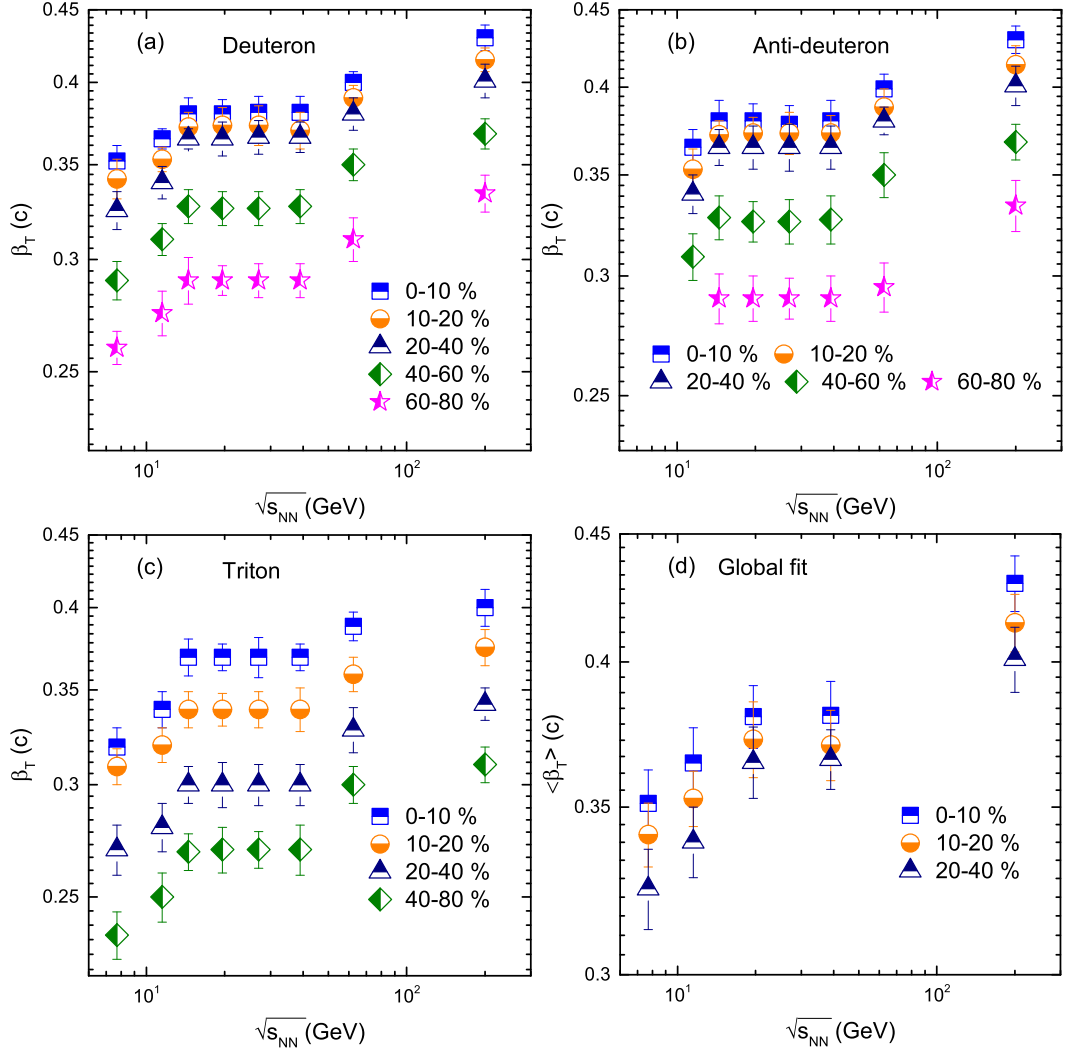 (a) Deuteron
0.45
0.4
0.35
0.3
0.25
β_T (c)
0-10 %
10-20 %
20-40 %
40-60 %
60-80 %
10^1 10^2
√s_NN (GeV)
(b) Anti-deuteron
0.45
0.4
0.35
0.3
0.25
β_T (c)
0-10 % 10-20 %
20-40 % 40-60 % 60-80 %
10^1 10^2
√s_NN (GeV)
(c) Triton
0.45
0.4
0.35
0.3
0.25
β_T (c)
0-10 %
10-20 %
20-40 %
40-80 %
10^1 10^2
√s_NN (GeV)
(d) Global fit
0.45
0.4
0.35
0.3
<β_T> (c)
0-10 %
10-20 %
20-40 %
10^1 10^2
√s_NN (GeV)